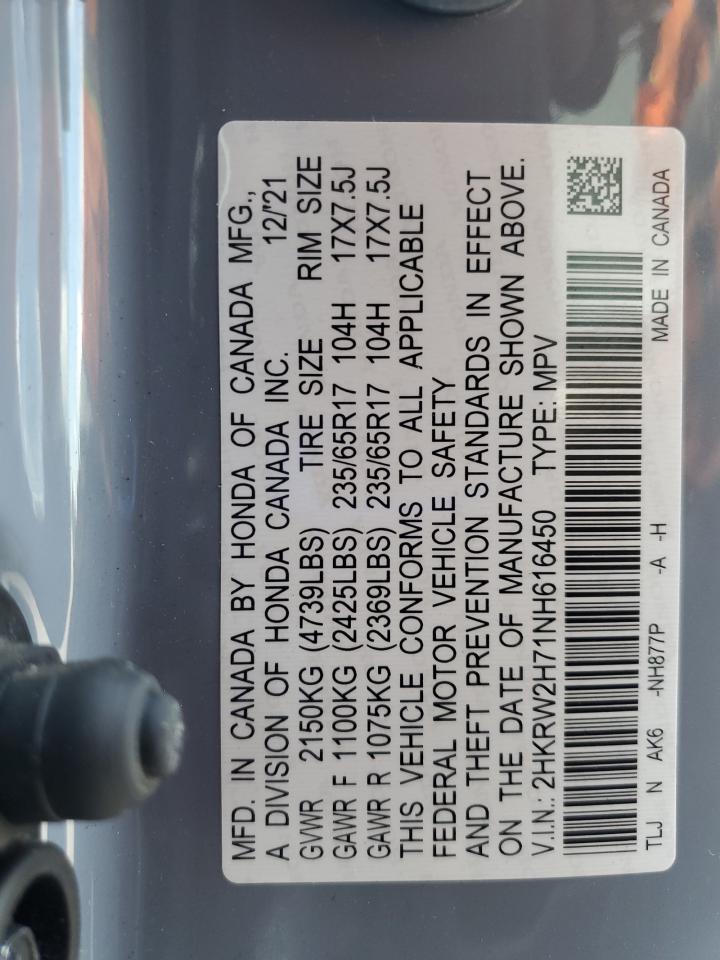 MFD. IN CANADA BY HONDA OF CANADA MFG.,
A DIVISION OF HONDA CANADA INC. 12/'21
GVWR 2150KG (4739LBS) TIRE SIZE RIM SIZE
GAWR F 1100KG (2425LBS) 235/65R17 104H 17X7.5J
GAWR R 1075KG (2369LBS) 235/65R17 104H 17X7.5J
THIS VEHICLE CONFORMS TO ALL APPLICABLE
FEDERAL MOTOR VEHICLE SAFETY
AND THEFT PREVENTION STANDARDS IN EFFECT
ON THE DATE OF MANUFACTURE SHOWN ABOVE.
V.I.N.: 2HKRW2H71NH616450 TYPE: MPV
TLJ N AK6 -NH877P -A -H MADE IN CANADA